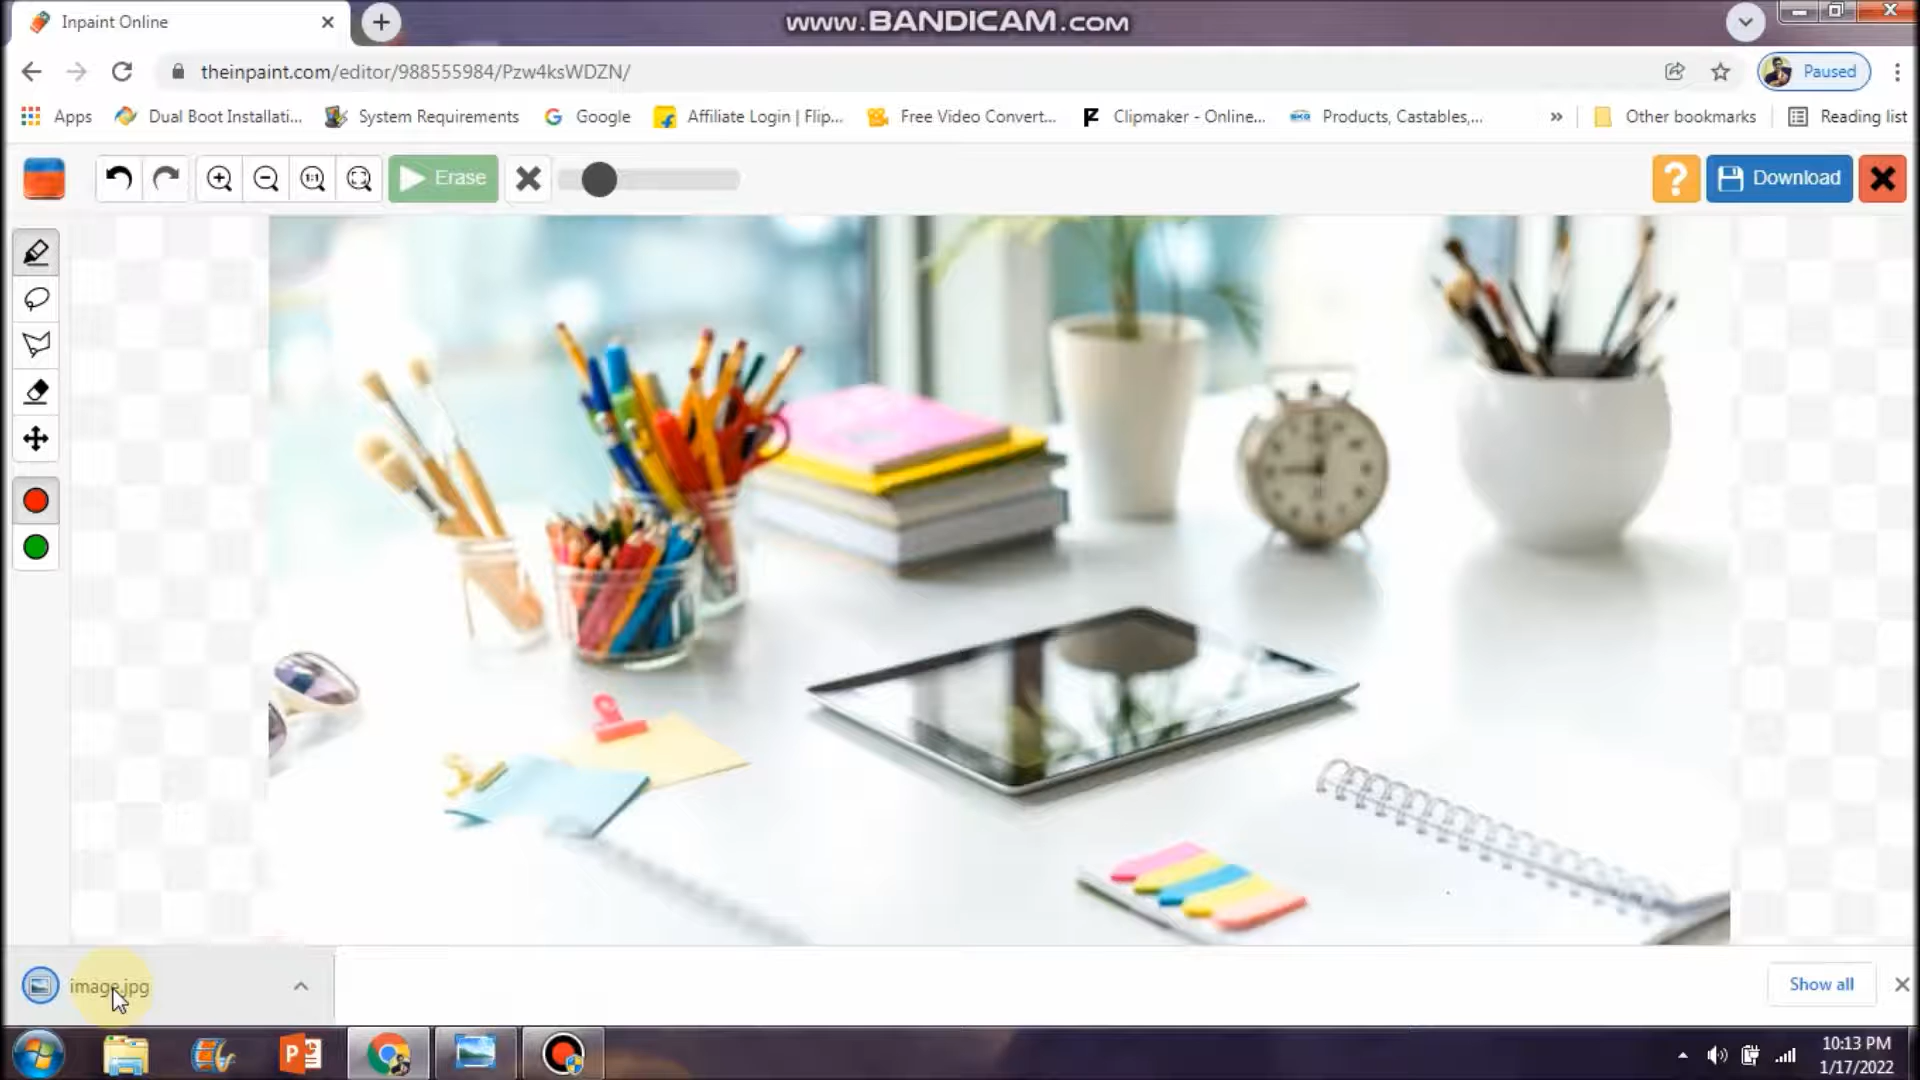 Inpaint Online
www.BANDICAM.com
theinpaint.com/editor/988555984/Pzw4ksWDZN/
Paused
Apps
Dual Boot Installati...
System Requirements
Google
Affiliate Login | Flip...
Free Video Convert...
Clipmaker - Online...
Products, Castables,...
»
Other bookmarks
Reading list
1:1
Erase
?
Download
image.jpg
Show all
10:13 PM
1/17/2022